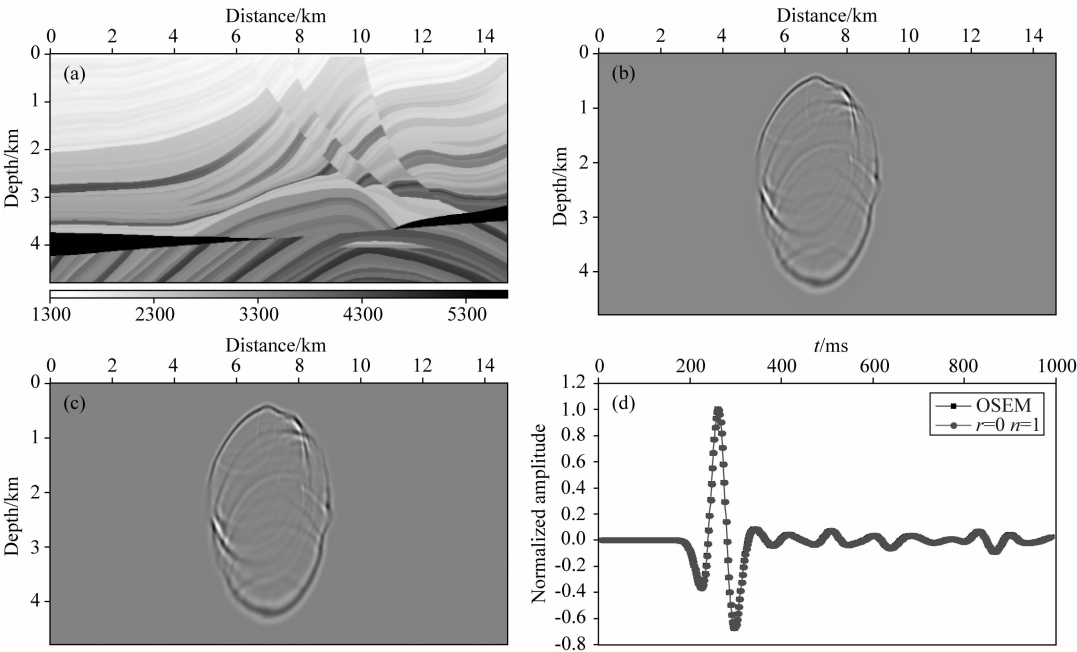 Distance/km
0 2 4 6 8 10 12 14
Depth/km
0
1
2
3
4
(a)
1300 2300 3300 4300 5300
Distance/km
0 2 4 6 8 10 12 14
Depth/km
0
1
2
3
4
(b)
Distance/km
0 2 4 6 8 10 12 14
Depth/km
0
1
2
3
4
(c)
t/ms
0 200 400 600 800 1000
Normalized amplitude
1.2
1.0
0.8
0.6
0.4
0.2
0.0
-0.2
-0.4
-0.6
-0.8
(d)
OSEM
r=0 n=1